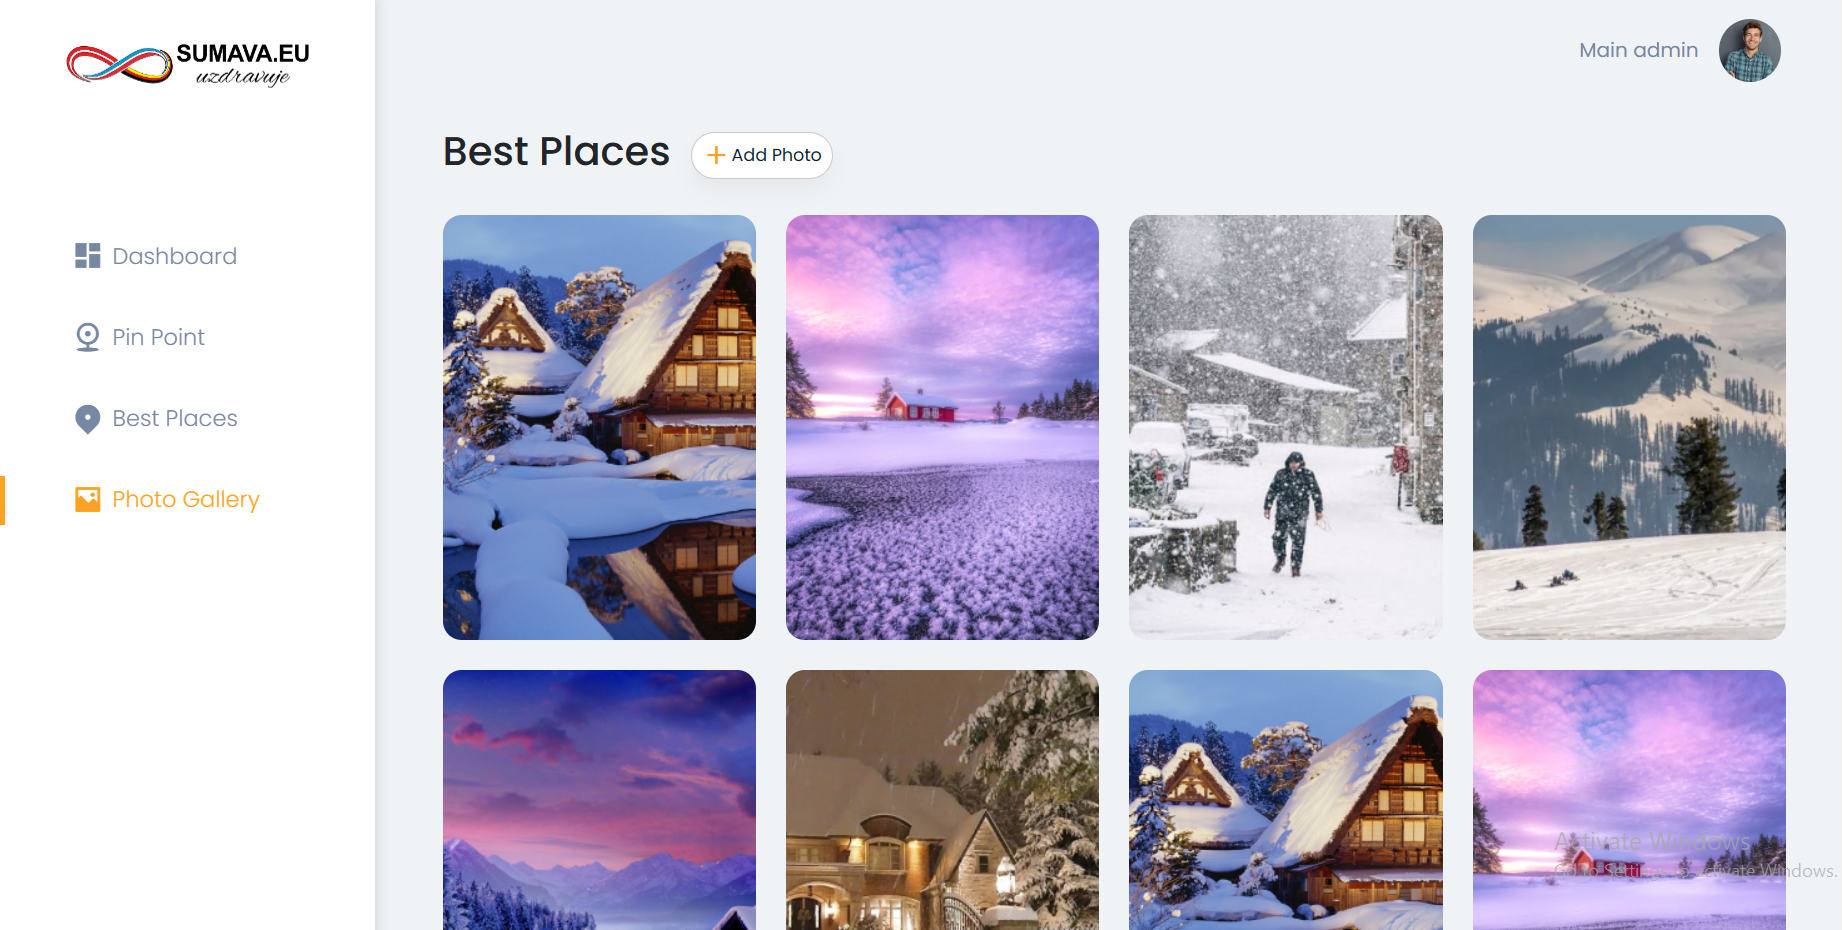 SUMAVA.EU
uzdravuje
Main admin
Best Places
Add Photo
Dashboard
Pin Point
Best Places
Photo Gallery
Activate Windows
Go to Settings to activate Windows.